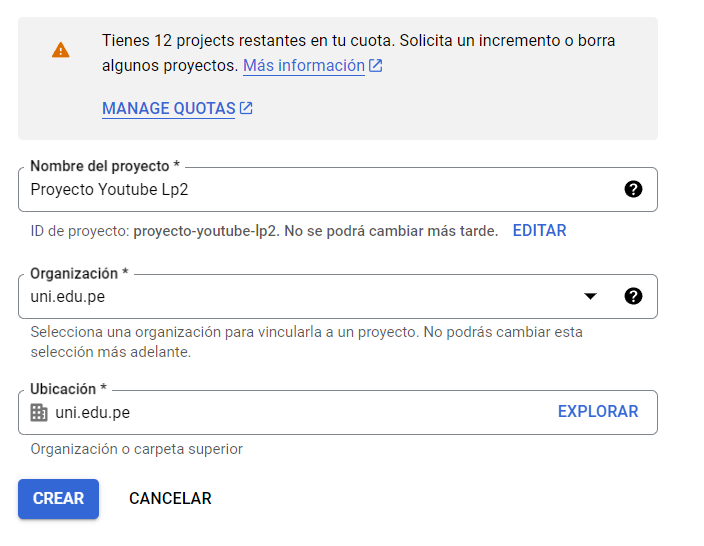 Tienes 12 projects restantes en tu cuota. Solicita un incremento o borra
algunos proyectos. Más información
MANAGE QUOTAS
Nombre del proyecto *
Proyecto Youtube Lp2
ID de proyecto: proyecto-youtube-lp2. No se podrá cambiar más tarde. EDITAR
Organización *
uni.edu.pe
Selecciona una organización para vincularla a un proyecto. No podrás cambiar esta
selección más adelante.
Ubicación *
uni.edu.pe EXPLORAR
Organización o carpeta superior
CREAR CANCELAR